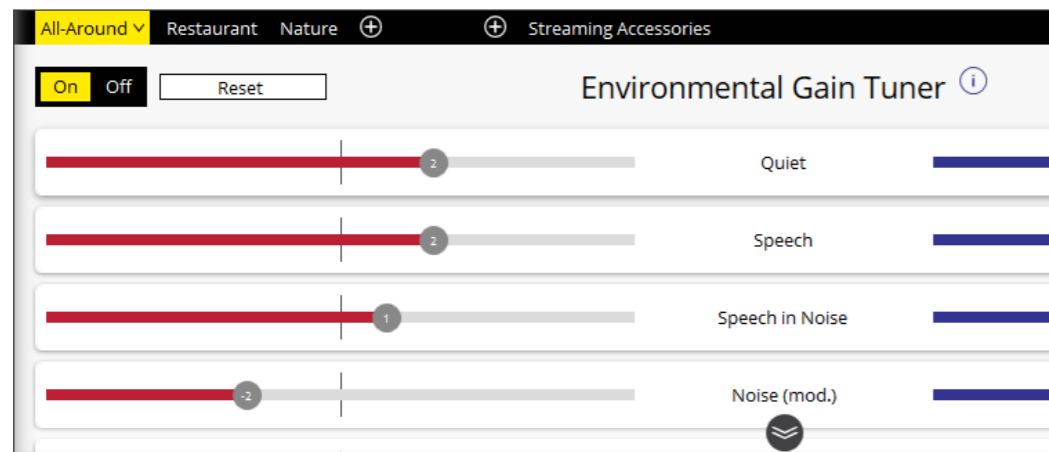 All-Around Restaurant Nature Streaming Accessories
On Off Reset Environmental Gain Tuner i
2 Quiet
2 Speech
1 Speech in Noise
-2 Noise (mod.)